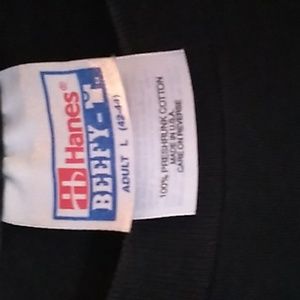 Hanes®
BEEFY-T®
ADULT L (42-44)
100% PRESHRUNK COTTON
MADE IN U.S.A.
CARE ON REVERSE